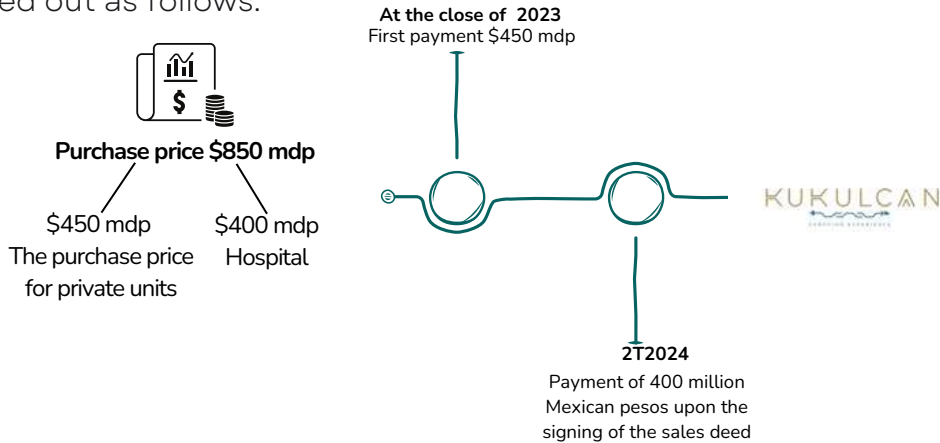 ed out as follows:
At the close of 2023
First payment $450 mdp
$
Purchase price $850 mdp
$450 mdp
The purchase price
for private units
$400 mdp
Hospital
KUKULCAN
2T2024
Payment of 400 million
Mexican pesos upon the
signing of the sales deed